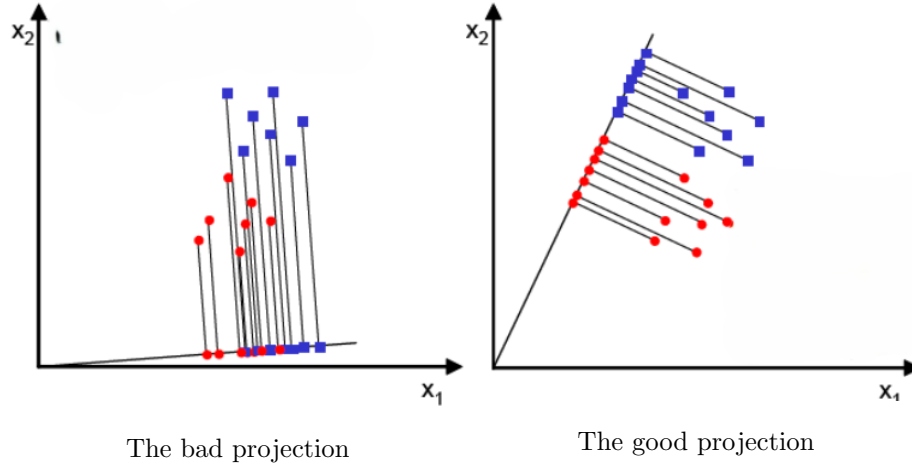 x₂
x₁
The bad projection
x₂
x₁
The good projection